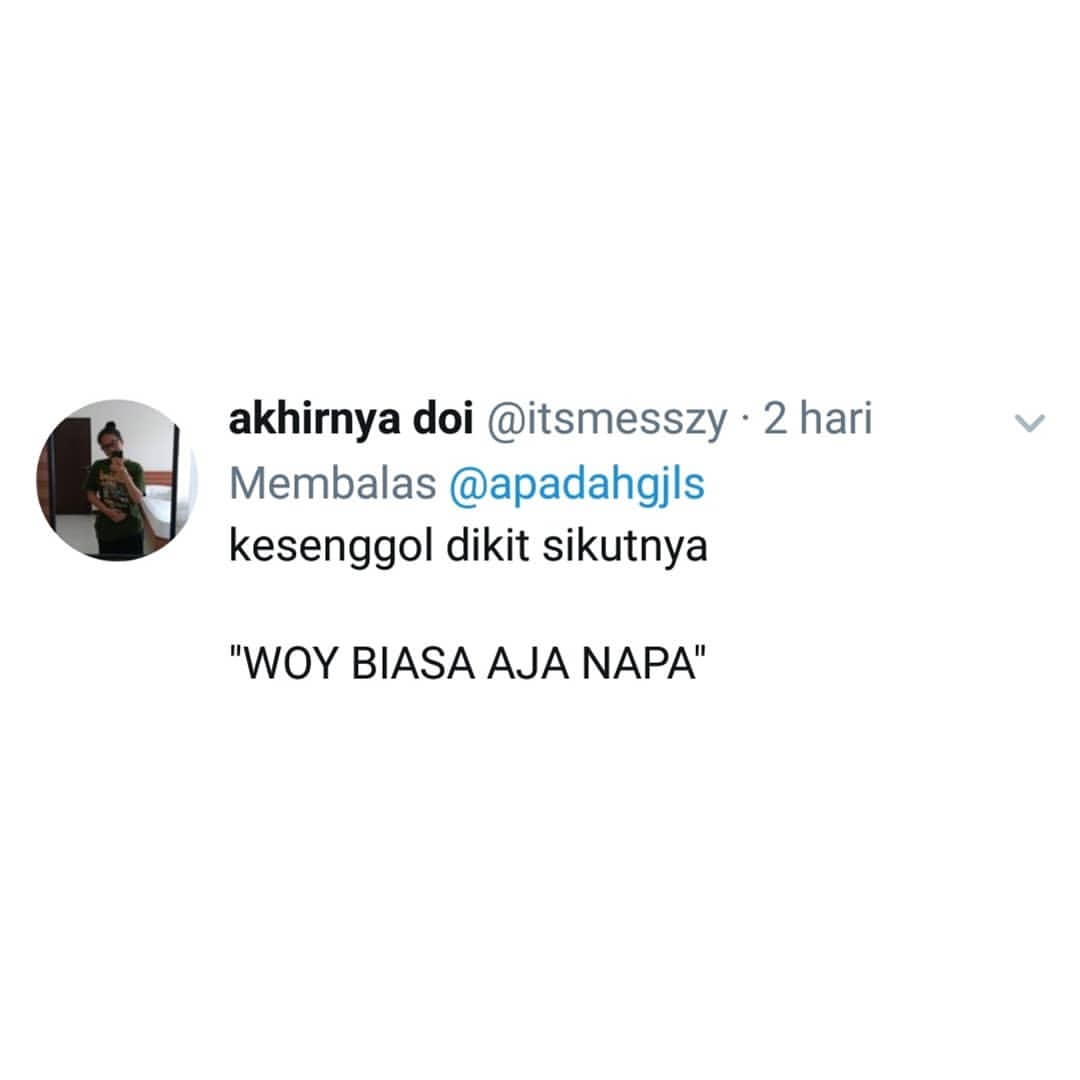 akhirnya doi @itsmesszy · 2 hari
Membalas @apadahgjls
kesenggol dikit sikutnya
"WOY BIASA AJA NAPA"